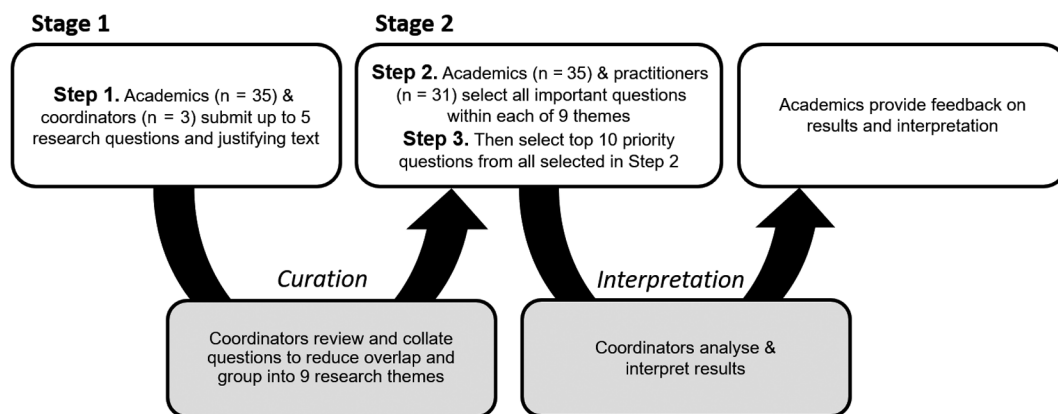 Stage 1
Step 1. Academics (n = 35) &
coordinators (n = 3) submit up to 5
research questions and justifying text
Stage 2
Step 2. Academics (n = 35) & practitioners
(n = 31) select all important questions
within each of 9 themes
Step 3. Then select top 10 priority
questions from all selected in Step 2
Academics provide feedback on
results and interpretation
Curation
Interpretation
Coordinators review and collate
questions to reduce overlap and
group into 9 research themes
Coordinators analyse &
interpret results